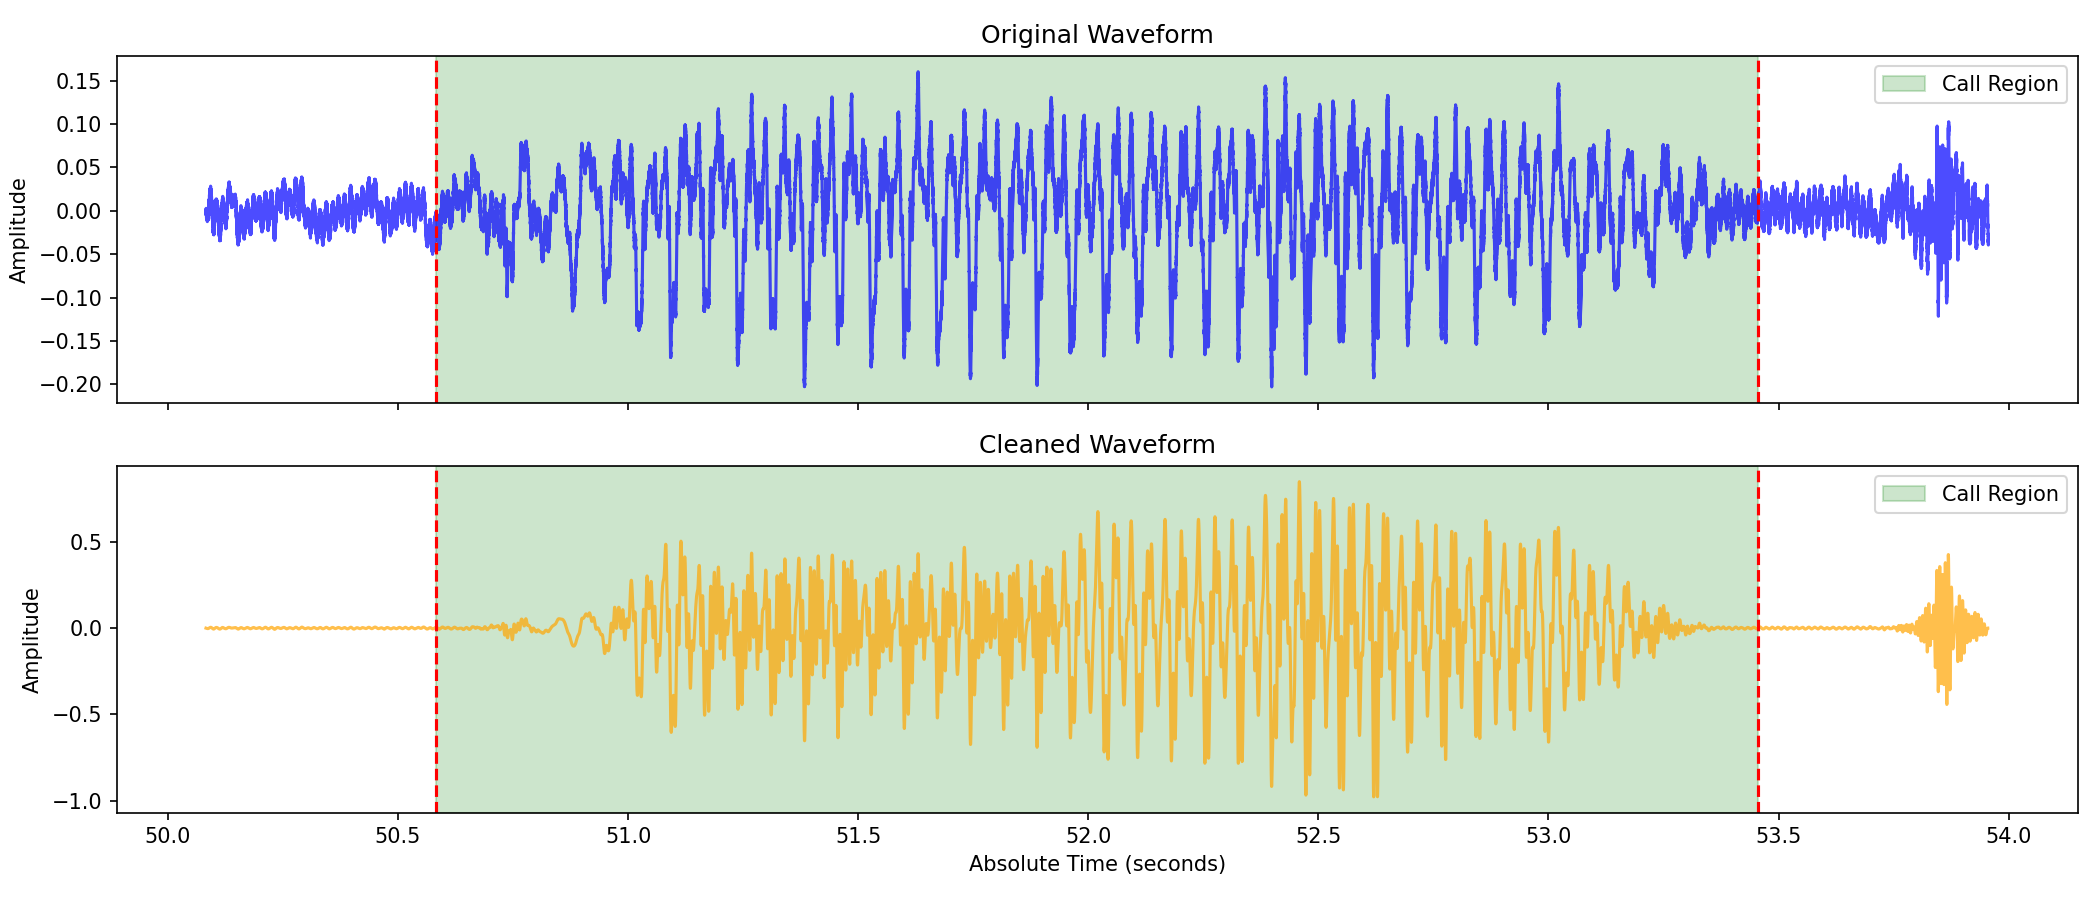 Original Waveform
Call Region
Amplitude
0.15
0.10
0.05
0.00
−0.05
−0.10
−0.15
−0.20
Cleaned Waveform
Call Region
Amplitude
0.5
0.0
−0.5
−1.0
50.0 50.5 51.0 51.5 52.0 52.5 53.0 53.5 54.0
Absolute Time (seconds)